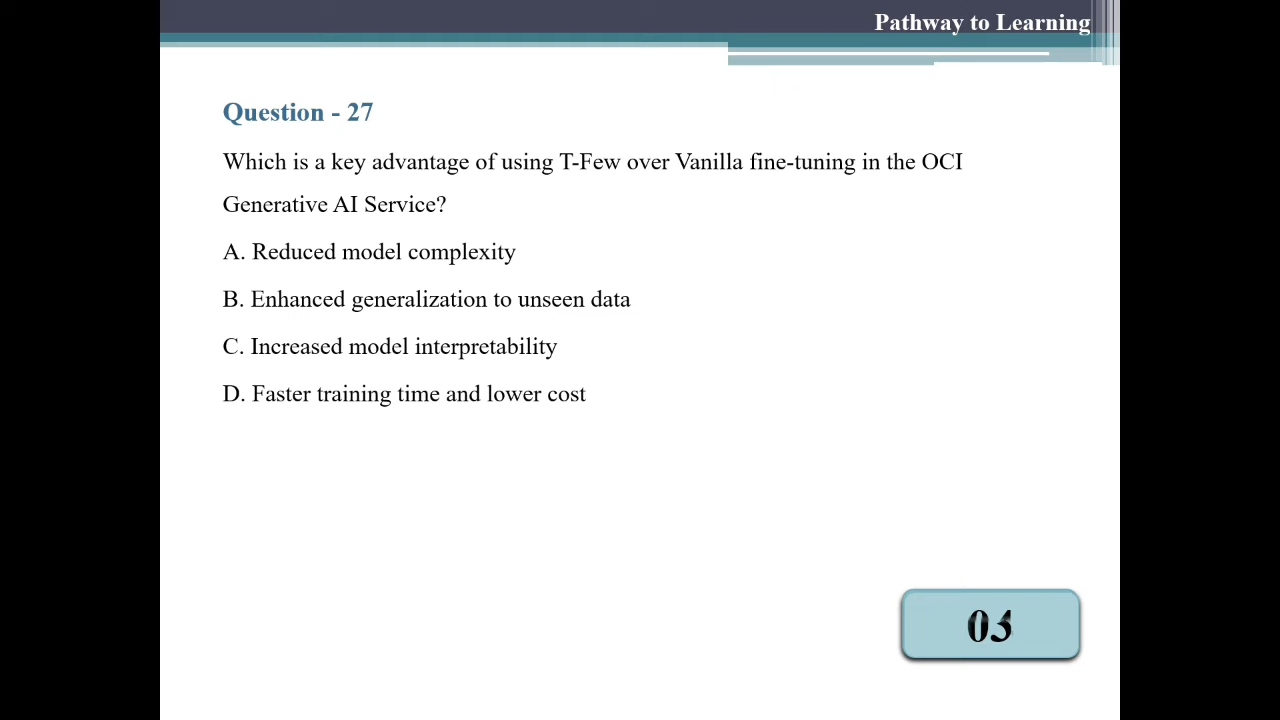 Pathway to Learning
Question - 27
Which is a key advantage of using T-Few over Vanilla fine-tuning in the OCI
Generative AI Service?
A. Reduced model complexity
B. Enhanced generalization to unseen data
C. Increased model interpretability
D. Faster training time and lower cost